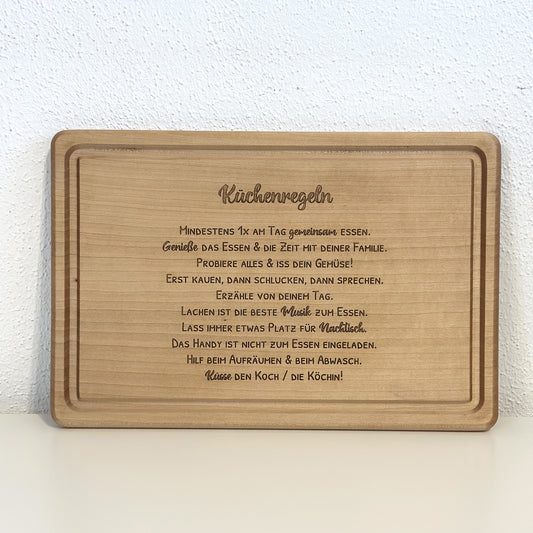 Küchenregeln
Mindestens 1x am Tag gemeinsam essen.
Genieße das Essen & die Zeit mit deiner Familie.
Probiere alles & iss dein Gemüse!
Erst kauen, dann schlucken, dann sprechen.
Erzähle von deinem Tag.
Lachen ist die beste Musik zum Essen.
Lass immer etwas Platz für Nachtisch.
Das Handy ist nicht zum Essen eingeladen.
Hilf beim Aufräumen & beim Abwasch.
Küsse den Koch / die Köchin!